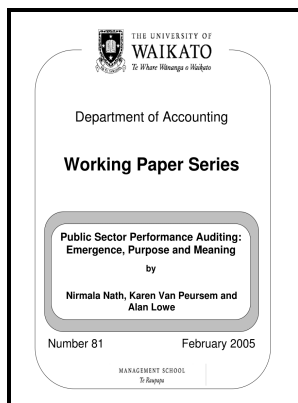 THE UNIVERSITY OF
WAIKATO
Te Whare Wānanga o Waikato
Department of Accounting
Working Paper Series
Public Sector Performance Auditing:
Emergence, Purpose and Meaning
by
Nirmala Nath, Karen Van Peursem and
Alan Lowe
Number 81 February 2005
MANAGEMENT SCHOOL
Te Raupapa